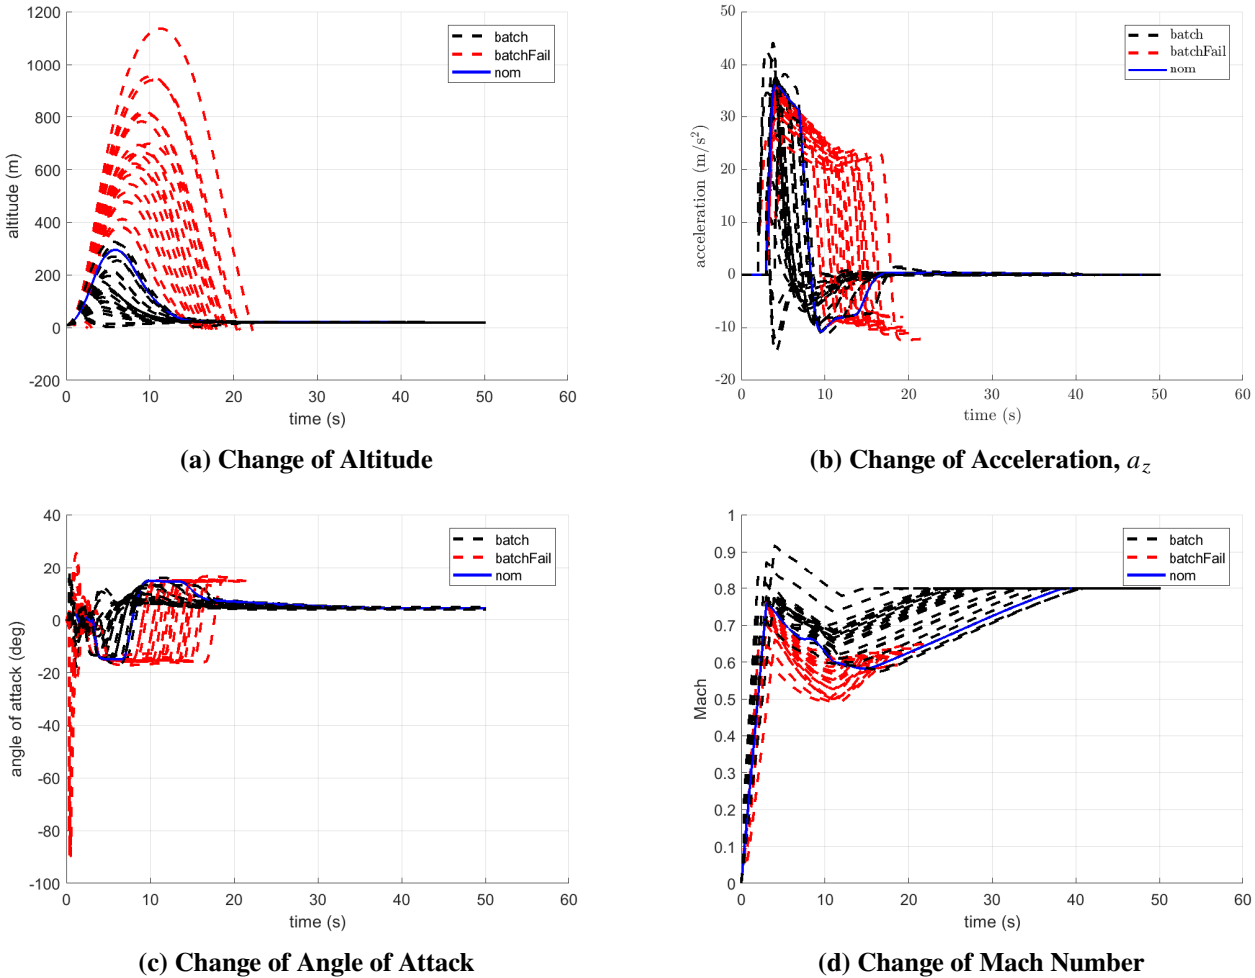 1200
1000
800
600
400
200
0
-200
altitude (m)
0 10 20 30 40 50 60
time (s)
batch
batchFail
nom
(a) Change of Altitude
50
40
30
20
10
0
-10
-20
acceleration (m/s²)
0 10 20 30 40 50 60
time (s)
batch
batchFail
nom
(b) Change of Acceleration, a_z
40
20
0
-20
-40
-60
-80
-100
angle of attack (deg)
0 10 20 30 40 50 60
time (s)
batch
batchFail
nom
(c) Change of Angle of Attack
1
0.9
0.8
0.7
0.6
0.5
0.4
0.3
0.2
0.1
0
Mach
0 10 20 30 40 50 60
time (s)
batch
batchFail
nom
(d) Change of Mach Number